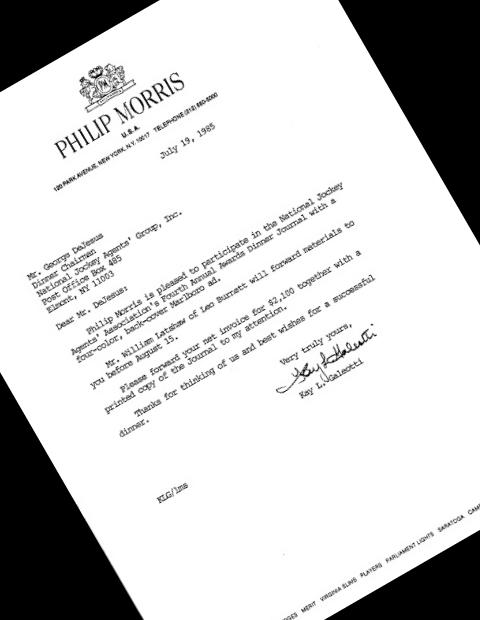 PHILIP MORRIS
U.S.A.
120 PARK AVENUE, NEW YORK, N.Y. 10017 TELEPHONE (212) 880-5000
July 19, 1985
Mr. George DeJesus
Dinner Chairman
National Jockey Agents' Group, Inc.
Post Office Box 485
Elmont, NY 11003
Dear Mr. DeJesus:
Philip Morris is pleased to participate in the National Jockey
Agents' Association's Fourth Annual Awards Dinner Journal with a
four-color, back-cover Marlboro ad.
Mr. William Latshaw of Leo Burnett will forward materials to
you before August 15.
Please forward your net invoice for $2,100 together with a
printed copy of the Journal to my attention.
Thanks for thinking of us and best wishes for a successful
dinner.
Very truly yours,
Kay L. Galeotti
Kay L. Galeotti
KLG/lms
MERIT VIRGINIA SLIMS PLAYERS PARLIAMENT LIGHTS SARATOGA